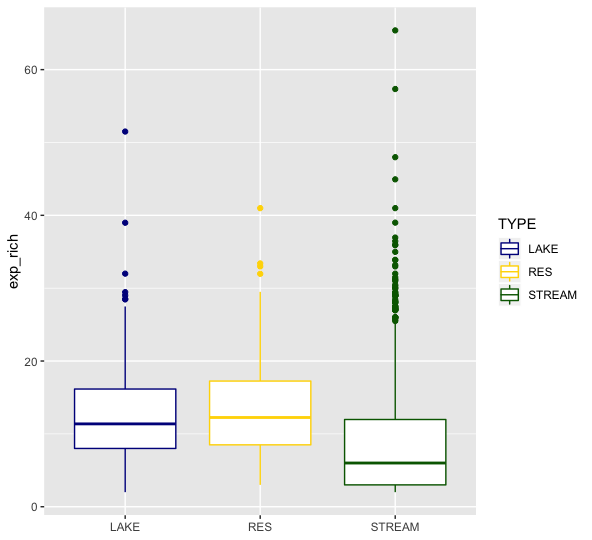 exp_rich
60
40
20
0
LAKE RES STREAM
TYPE
LAKE
RES
STREAM